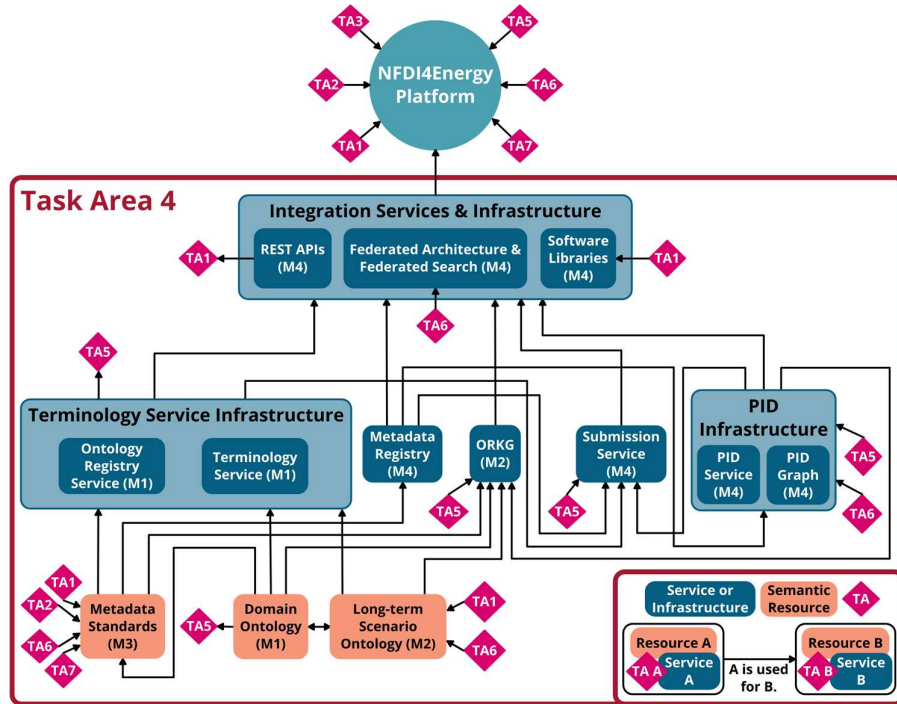 TA3
TA5
NFDI4Energy
Platform
TA2
TA6
TA1
TA7
Task Area 4
Integration Services & Infrastructure
REST APIs
(M4)
Federated Architecture &
Federated Search (M4)
Software
Libraries
(M4)
TA1
TA1
TA6
TA5
Terminology Service Infrastructure
Ontology
Registry
Service (M1)
Terminology
Service (M1)
Metadata
Registry
(M4)
ORKG
(M2)
Submission
Service
(M4)
PID
Infrastructure
PID
Service
(M4)
PID
Graph
(M4)
TA5
TA6
TA5
TA5
TA1
TA2
TA6
TA7
Metadata
Standards
(M3)
TA5
Domain
Ontology
(M1)
Long-term
Scenario
Ontology (M2)
TA1
TA6
Service or
Infrastructure
Semantic
Resource
TA
Resource A
TA A
Service
A
A is used
for B.
Resource B
TA B
Service
B